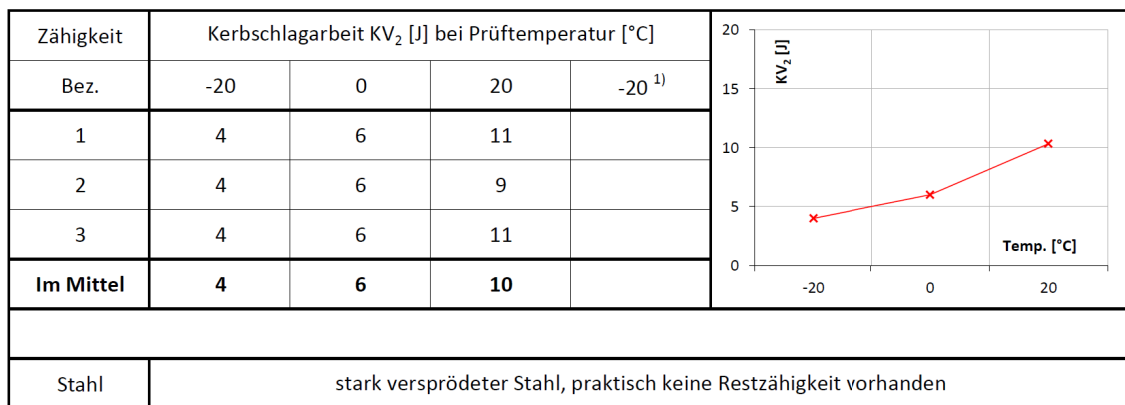 Zähigkeit Kerbschlagarbeit KV2 [J] bei Prüftemperatur [°C]
Bez. -20 0 20 -20 1)
1 4 6 11
2 4 6 9
3 4 6 11
Im Mittel 4 6 10
KV2 [J]
20
15
10
5
0
Temp. [°C]
-20 0 20
Stahl stark versprödeter Stahl, praktisch keine Restzähigkeit vorhanden